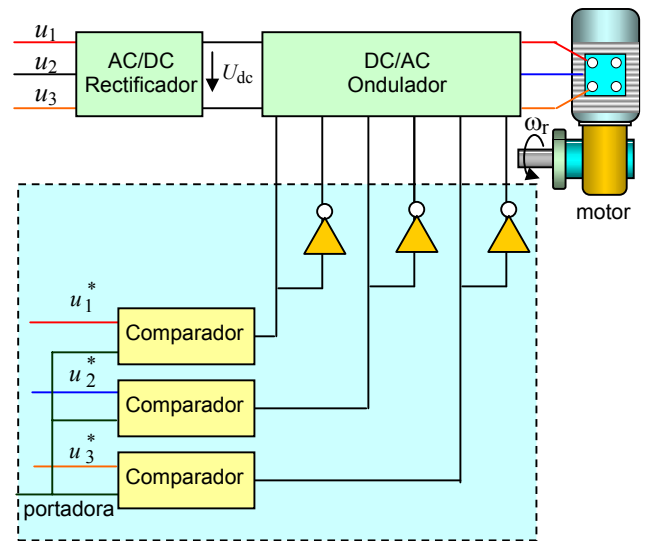 u1
u2
u3
AC/DC
Rectificador
Udc
DC/AC
Ondulador
ωr
motor
u1*
Comparador
u2*
Comparador
u3*
Comparador
portadora